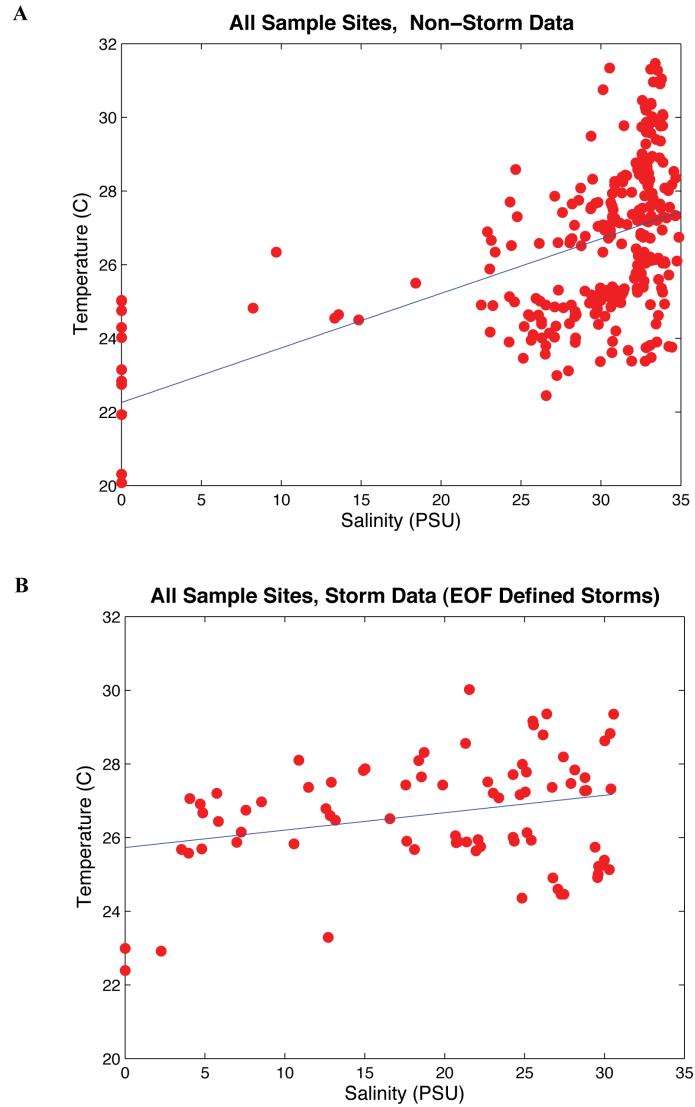 A
All Sample Sites, Non–Storm Data
32
30
28
26
24
22
20
Temperature (C)
0 5 10 15 20 25 30 35
Salinity (PSU)
B
All Sample Sites, Storm Data (EOF Defined Storms)
32
30
28
26
24
22
20
Temperature (C)
0 5 10 15 20 25 30 35
Salinity (PSU)